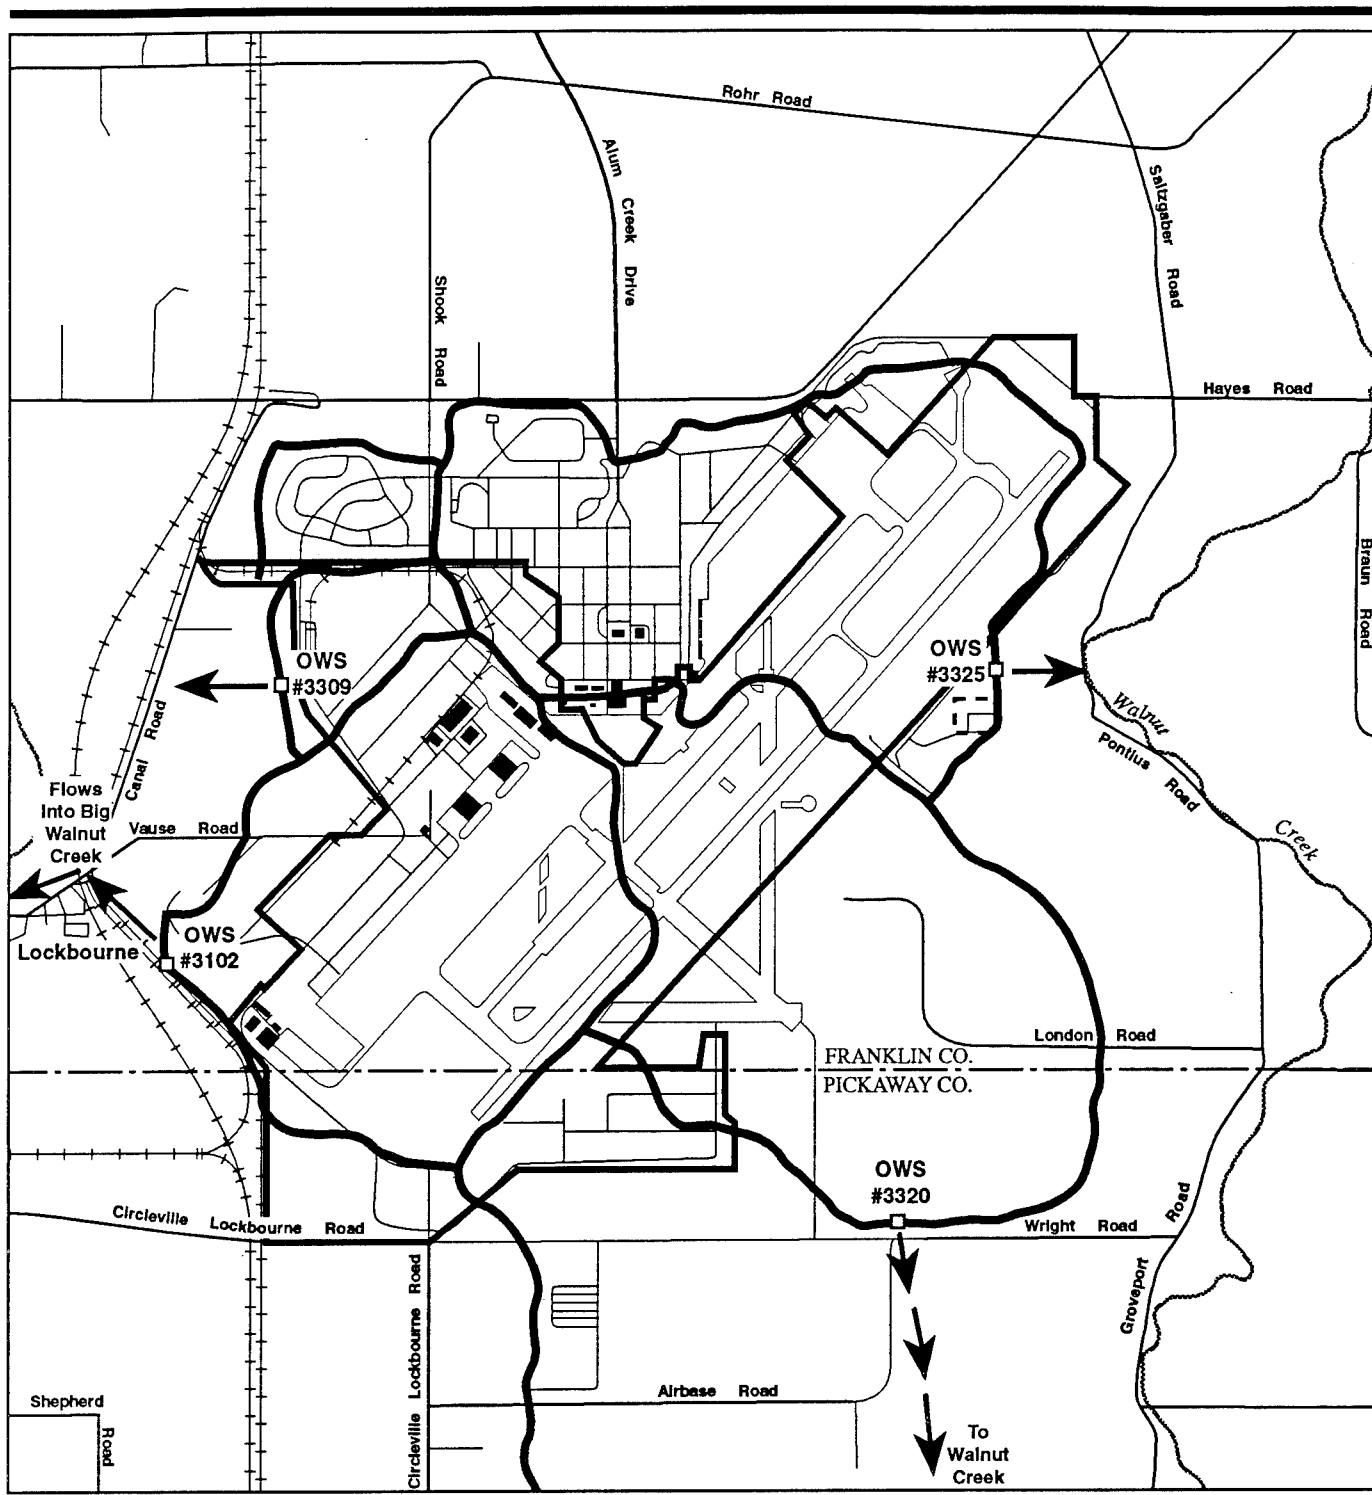 Rohr Road
Alum Creek Drive
Saltzgaber Road
Shook Road
Hayes Road
Braun Road
OWS
#3309
OWS
#3325
Walnut
Creek
Pontius Road
Canal Road
Flows
Into Big
Walnut
Creek
Vause Road
OWS
#3102
Lockbourne
London Road
FRANKLIN CO.
PICKAWAY CO.
OWS
#3320
Circleville Lockbourne Road
Wright Road
Groveport Road
Circleville Lockbourne Road
Airbase Road
Shepherd
Road
To
Walnut
Creek